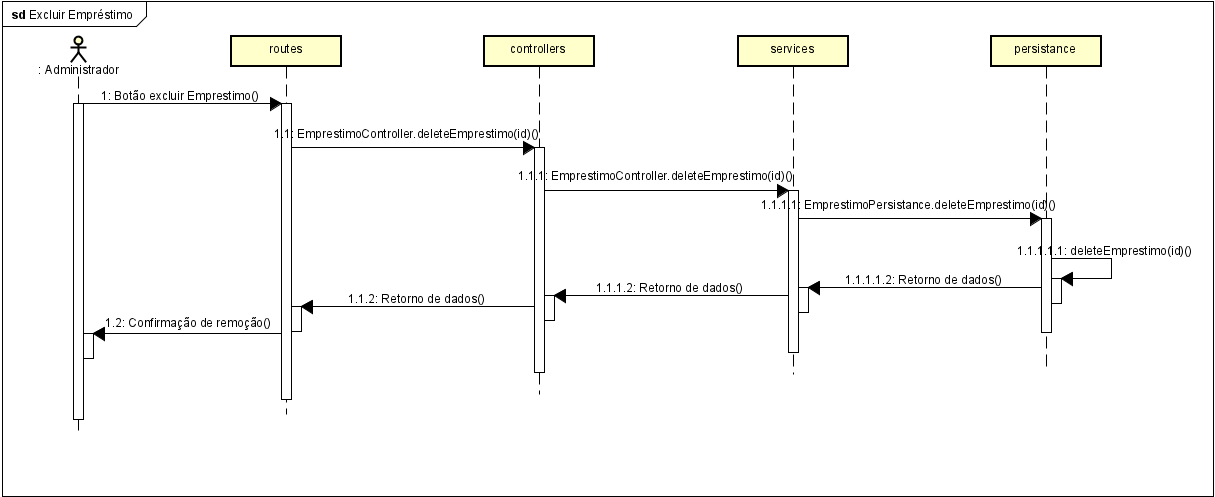 sd Excluir Empréstimo
: Administrador
routes
controllers
services
persistance
1: Botão excluir Emprestimo()
1.1: EmprestimoController.deleteEmprestimo(id)()
1.1.1: EmprestimoController.deleteEmprestimo(id)()
1.1.1.1: EmprestimoPersistance.deleteEmprestimo(id)()
1.1.1.1.1: deleteEmprestimo(id)()
1.1.1.1.2: Retorno de dados()
1.1.1.2: Retorno de dados()
1.1.2: Retorno de dados()
1.2: Confirmação de remoção()